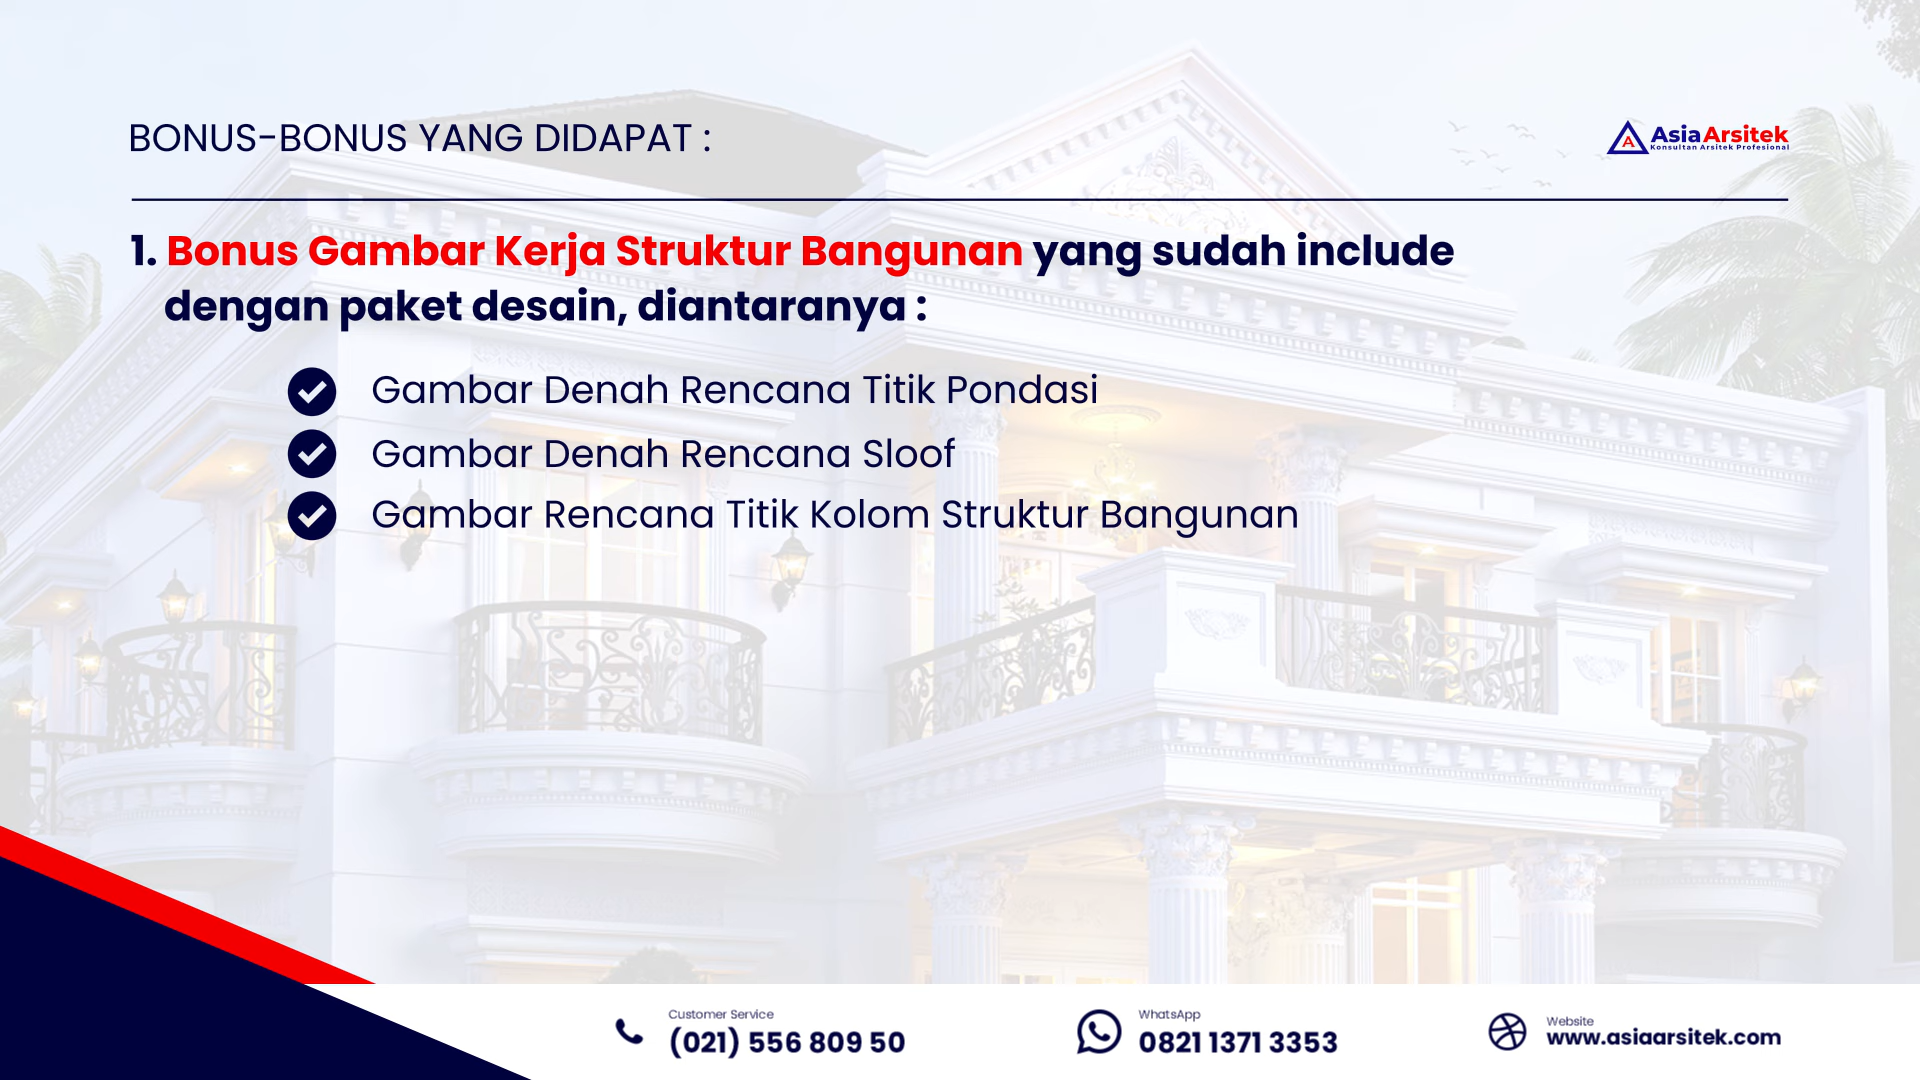 BONUS-BONUS YANG DIDAPAT :
AsiaArsitek
Konsultan Arsitek Profesional
A
1. Bonus Gambar Kerja Struktur Bangunan yang sudah include
dengan paket desain, diantaranya :
Gambar Denah Rencana Titik Pondasi
Gambar Denah Rencana Sloof
Gambar Rencana Titik Kolom Struktur Bangunan
Customer Service
(021) 556 809 50
WhatsApp
0821 1371 3353
Website
www.asiaarsitek.com